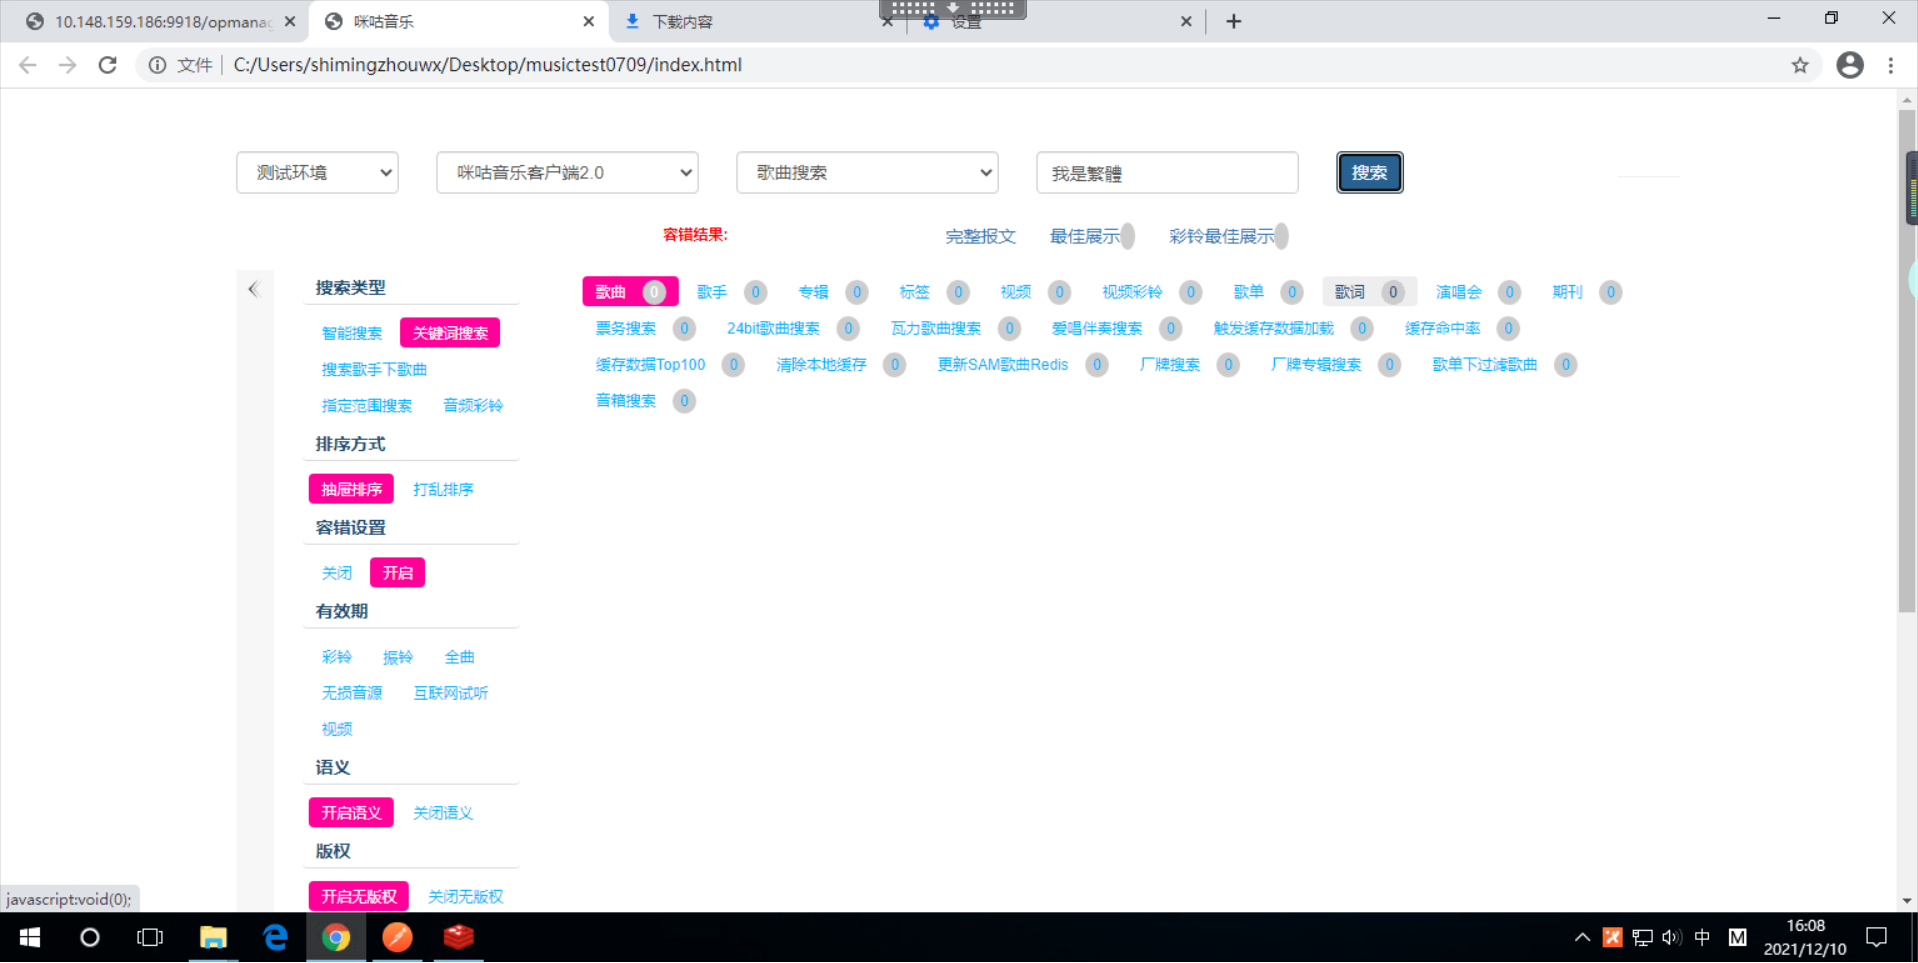 10.148.159.186:9918/opmanag
咪咕音乐
下载内容
设置
文件 C:/Users/shimingzhouwx/Desktop/musictest0709/index.html
测试环境 咪咕音乐客户端2.0 歌曲搜索 我是繁體 搜索
容错结果: 完整报文 最佳展示 彩铃最佳展示
搜索类型
智能搜索 关键词搜索
搜索歌手下歌曲
指定范围搜索 音频彩铃
排序方式
抽屉排序 打乱排序
容错设置
关闭 开启
有效期
彩铃 振铃 全曲
无损音源 互联网试听
视频
语义
开启语义 关闭语义
版权
开启无版权 关闭无版权
歌曲 0 歌手 0 专辑 0 标签 0 视频 0 视频彩铃 0 歌单 0 歌词 0 演唱会 0 期刊 0
票务搜索 0 24bit歌曲搜索 0 瓦力歌曲搜索 0 爱唱伴奏搜索 0 触发缓存数据加载 0 缓存命中率 0
缓存数据Top100 0 清除本地缓存 0 更新SAM歌曲Redis 0 厂牌搜索 0 厂牌专辑搜索 0 歌单下过滤歌曲 0
音箱搜索 0
javascript:void(0);
中 M
16:08
2021/12/10